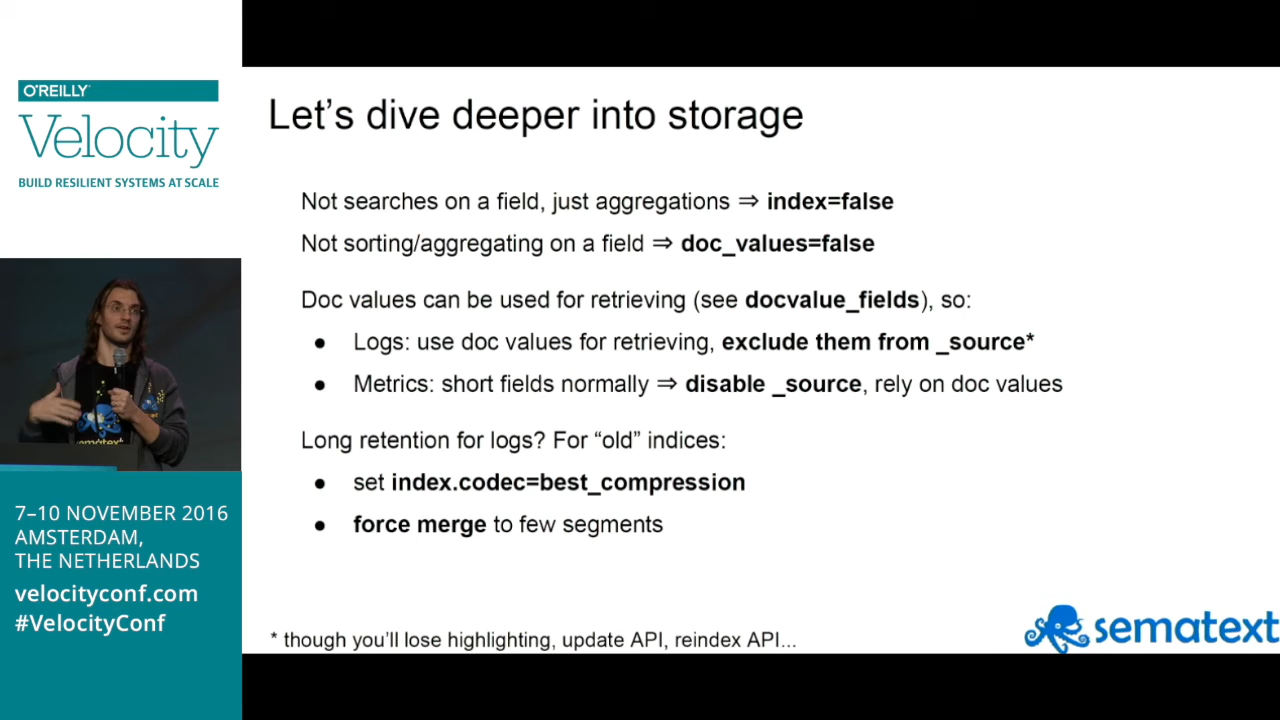 O'REILLY
Velocity
BUILD RESILIENT SYSTEMS AT SCALE
7–10 NOVEMBER 2016
AMSTERDAM,
THE NETHERLANDS
velocityconf.com
#VelocityConf
Let's dive deeper into storage
Not searches on a field, just aggregations ⇒ index=false
Not sorting/aggregating on a field ⇒ doc_values=false
Doc values can be used for retrieving (see docvalue_fields), so:
● Logs: use doc values for retrieving, exclude them from _source*
● Metrics: short fields normally ⇒ disable _source, rely on doc values
Long retention for logs? For “old” indices:
● set index.codec=best_compression
● force merge to few segments
* though you'll lose highlighting, update API, reindex API...
sematext
sematext